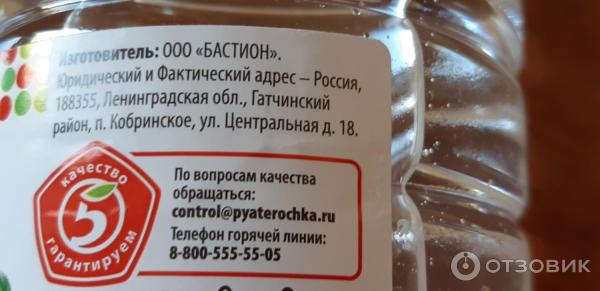 Изготовитель: ООО «БАСТИОН».
Юридический и Фактический адрес – Россия,
188355, Ленинградская обл., Гатчинский
район, п. Кобринское, ул. Центральная д. 18.
качество
5
гарантируем
По вопросам качества
обращаться:
control@pyaterochka.ru
Телефон горячей линии:
8-800-555-55-05
ОТЗОВИК